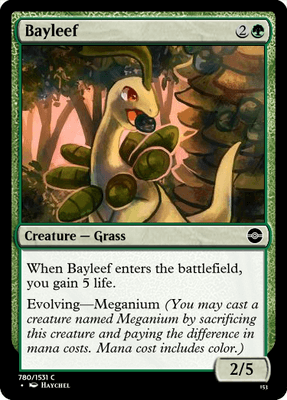 Bayleef 2
Creature — Grass
When Bayleef enters the battlefield,
you gain 5 life.
Evolving—Meganium (You may cast a
creature named Meganium by sacrificing
this creature and paying the difference in
mana costs. Mana cost includes color.)
2/5
780/1531 C
• Haychel
151